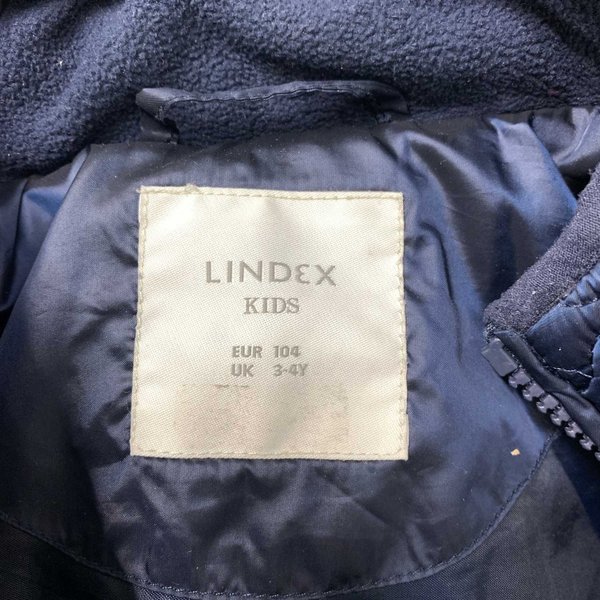 LINDEX
KIDS
EUR 104
UK 3-4Y